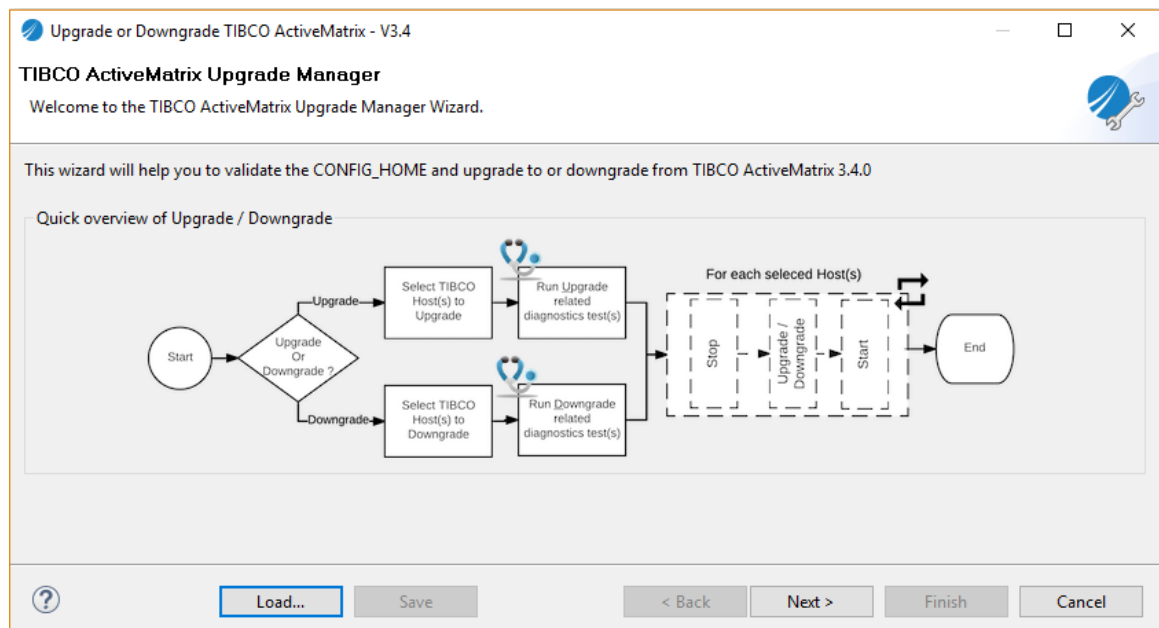 Upgrade or Downgrade TIBCO ActiveMatrix - V3.4
TIBCO ActiveMatrix Upgrade Manager
Welcome to the TIBCO ActiveMatrix Upgrade Manager Wizard.
This wizard will help you to validate the CONFIG_HOME and upgrade to or downgrade from TIBCO ActiveMatrix 3.4.0
Quick overview of Upgrade / Downgrade
Start
Upgrade
Or
Downgrade ?
Upgrade
Select TIBCO
Host(s) to
Upgrade
Run Upgrade
related
diagnostics test(s)
Downgrade
Select TIBCO
Host(s) to
Downgrade
Run Downgrade
related
diagnostics test(s)
For each seleced Host(s)
Stop
Upgrade /
Downgrade
Start
End
?
Load...
Save
< Back
Next >
Finish
Cancel